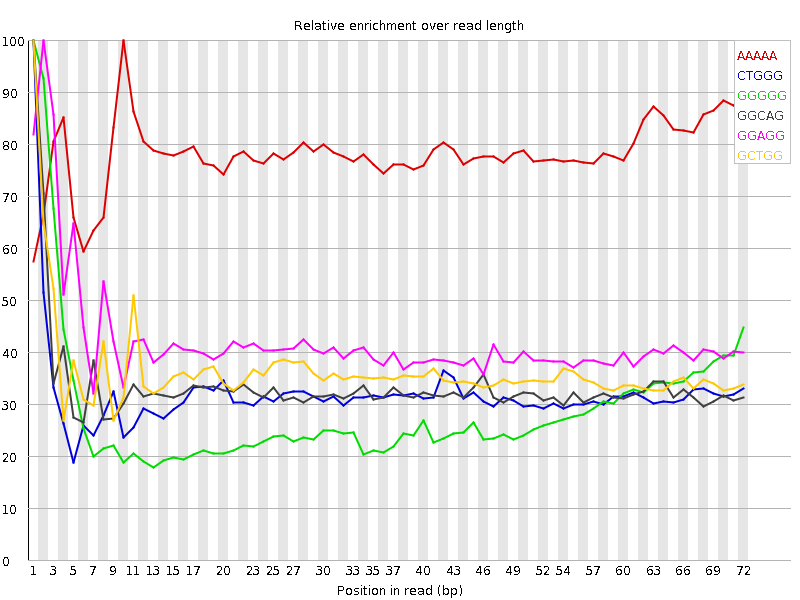 Relative enrichment over read length
100
90
80
70
60
50
40
30
20
10
0
AAAAA
CTGGG
GGGGG
GGCAG
GGAGG
GCTGG
1 3 5 7 9 11 13 15 17 20 23 25 27 30 33 35 37 40 43 46 49 52 54 57 60 63 66 69 72
Position in read (bp)